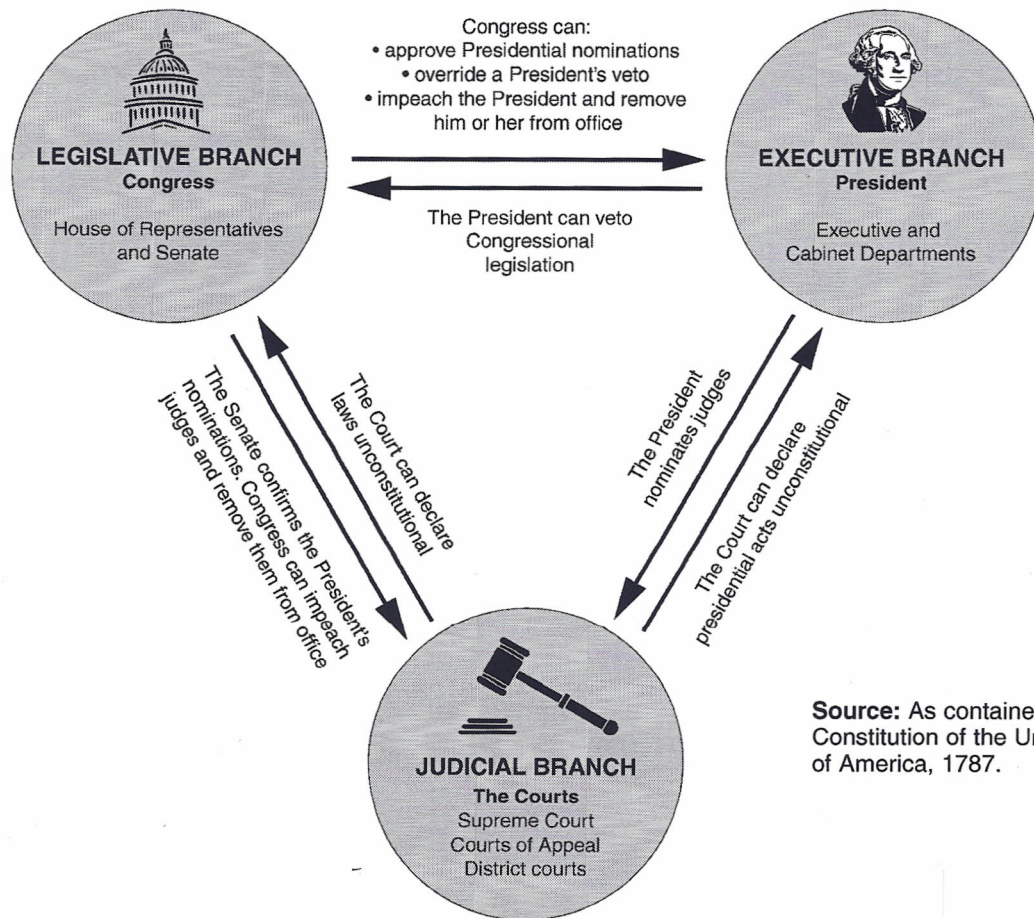 Congress can:
• approve Presidential nominations
• override a President's veto
• impeach the President and remove
him or her from office
LEGISLATIVE BRANCH
Congress
House of Representatives
and Senate
EXECUTIVE BRANCH
President
Executive and
Cabinet Departments
The President can veto
Congressional
legislation
The Senate confirms the President's
nominations. Congress can impeach
judges and remove them from office
The Court can declare
laws unconstitutional
The President
nominates judges
The Court can declare
presidential acts unconstitutional
JUDICIAL BRANCH
The Courts
Supreme Court
Courts of Appeal
District courts
Source: As containe
Constitution of the Un
of America, 1787.